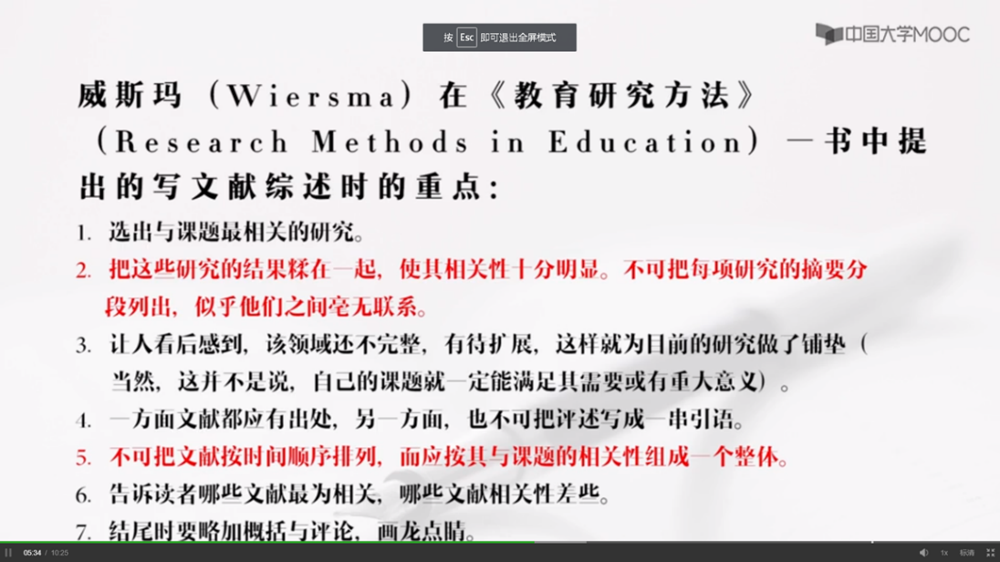 按 Esc 即可退出全屏模式
中国大学MOOC
威斯玛（Wiersma）在《教育研究方法》
（Research Methods in Education）一书中提
出的写文献综述时的重点：
1. 选出与课题最相关的研究。
2. 把这些研究的结果糅在一起，使其相关性十分明显。不可把每项研究的摘要分
段列出，似乎他们之间毫无联系。
3. 让人看后感到，该领域还不完整，有待扩展，这样就为目前的研究做了铺垫（
当然，这并不是说，自己的课题就一定能满足其需要或有重大意义）。
4. 一方面文献都应有出处，另一方面，也不可把评述写成一串引语。
5. 不可把文献按时间顺序排列，而应按其与课题的相关性组成一个整体。
6. 告诉读者哪些文献最为相关，哪些文献相关性差些。
7. 结尾时要略加概括与评论，画龙点睛。
05:34 / 10:25 1x 标清